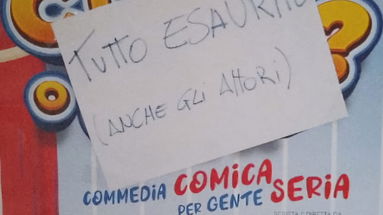 TUTTO ESAURITO
(ANCHE GLI ATTORI)
COMMEDIA COMICA
PER GENTE SERIA